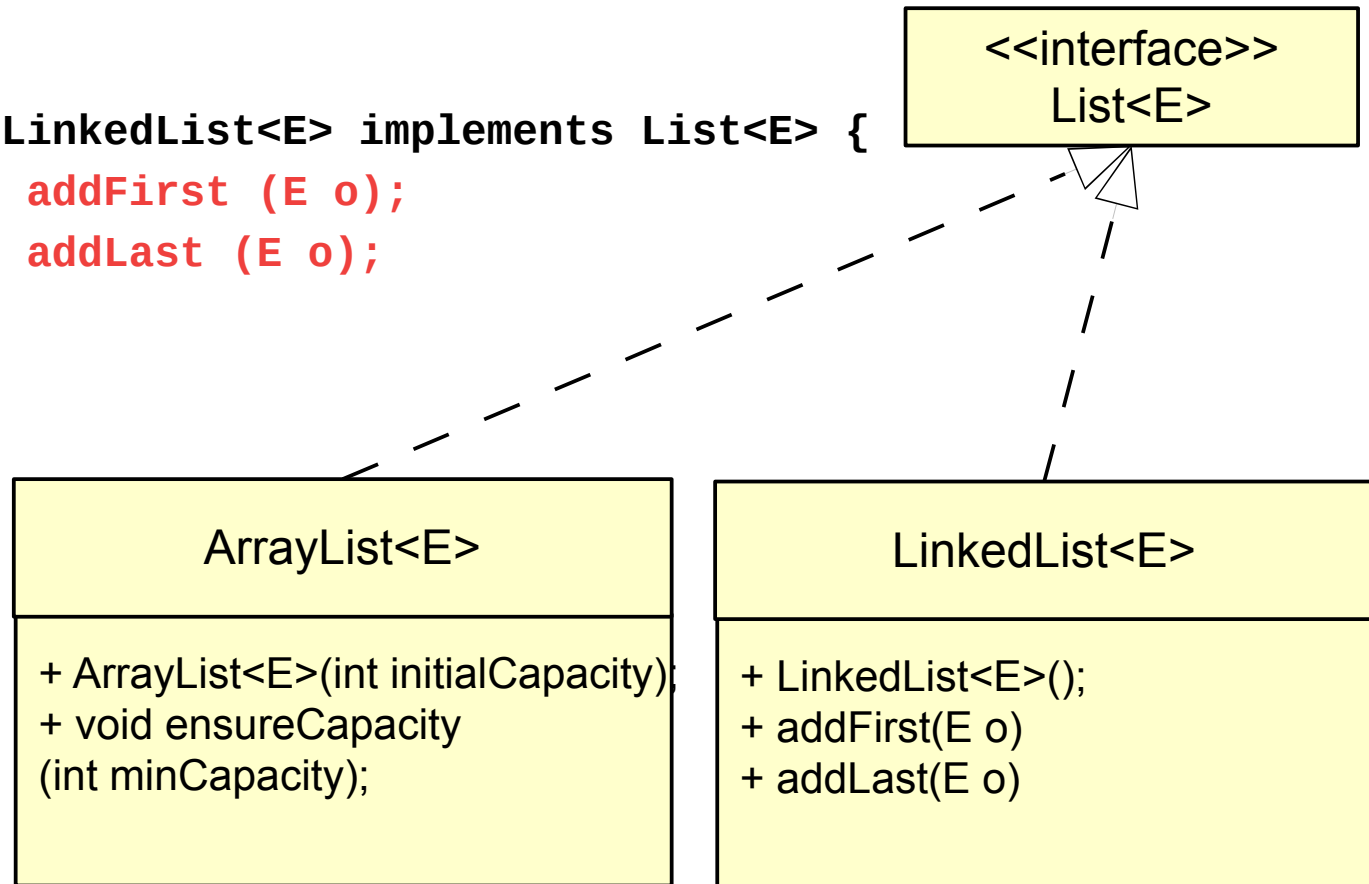 <<interface>>
List<E>
LinkedList<E> implements List<E> {
addFirst (E o);
addLast (E o);
ArrayList<E>
+ ArrayList<E>(int initialCapacity);
+ void ensureCapacity
(int minCapacity);
LinkedList<E>
+ LinkedList<E>();
+ addFirst(E o)
+ addLast(E o)